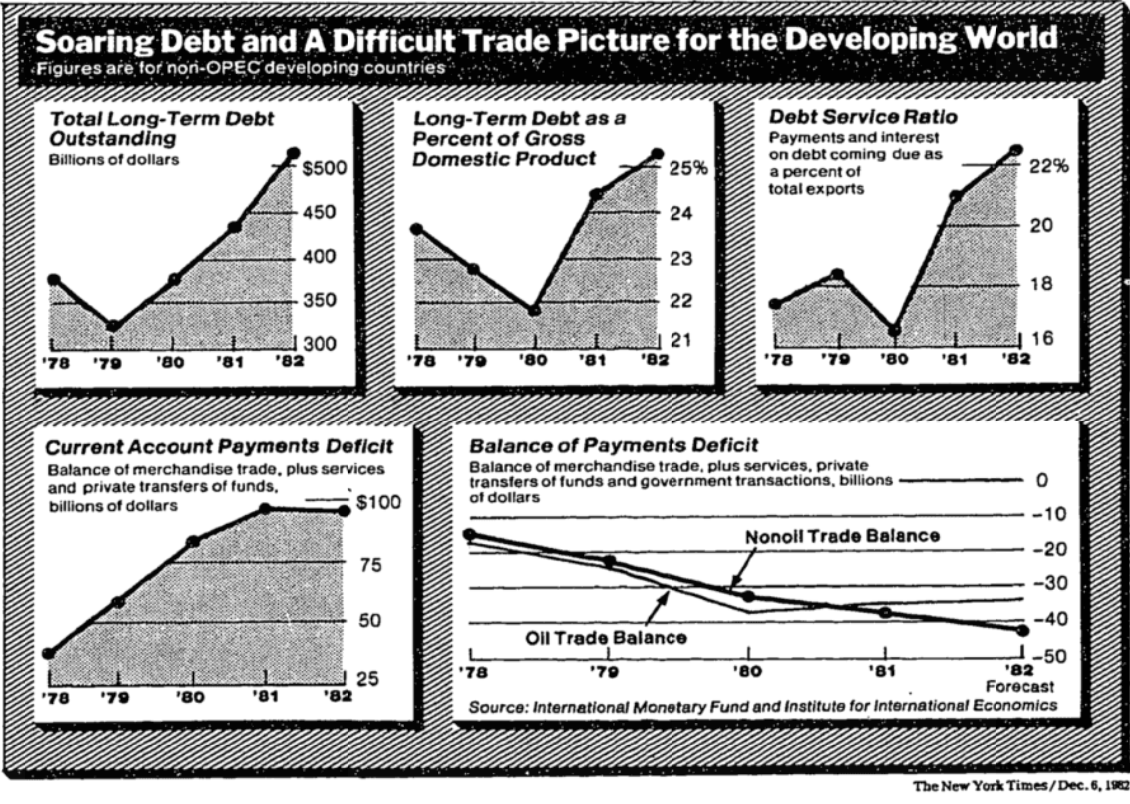 Soaring Debt and A Difficult Trade Picture for the Developing World
Figures are for non-OPEC developing countries
Total Long-Term Debt
Outstanding
Billions of dollars
$500
450
400
350
300
'78 '79 '80 '81 '82
Long-Term Debt as a
Percent of Gross
Domestic Product
25%
24
23
22
21
'78 '79 '80 '81 '82
Debt Service Ratio
Payments and interest
on debt coming due as
a percent of
total exports
22%
20
18
16
'78 '79 '80 '81 '82
Current Account Payments Deficit
Balance of merchandise trade, plus services
and private transfers of funds,
billions of dollars
$100
75
50
25
'78 '79 '80 '81 '82
Balance of Payments Deficit
Balance of merchandise trade, plus services, private
transfers of funds and government transactions, billions
of dollars
0
-10
Nonoil Trade Balance
-20
-30
Oil Trade Balance
-40
-50
'78 '79 '80 '81 '82
Forecast
Source: International Monetary Fund and Institute for International Economics
The New York Times/Dec. 6, 1982